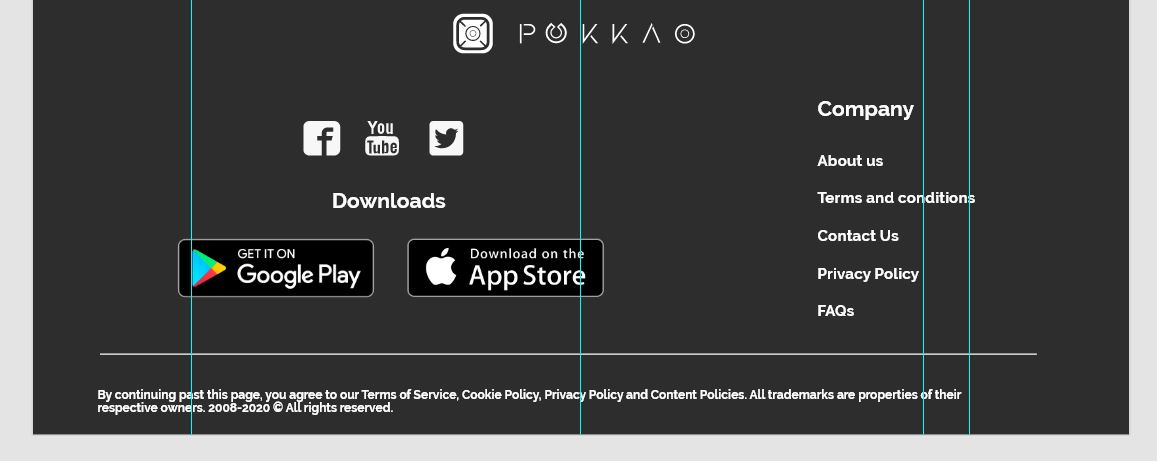 PUKKAO
Company
You
Tube
About us
Downloads
Terms and conditions
GET IT ON
Google Play
Download on the
App Store
Contact Us
Privacy Policy
FAQs
By continuing past this page, you agree to our Terms of Service, Cookie Policy, Privacy Policy and Content Policies. All trademarks are properties of their
respective owners. 2008-2020 © All rights reserved.